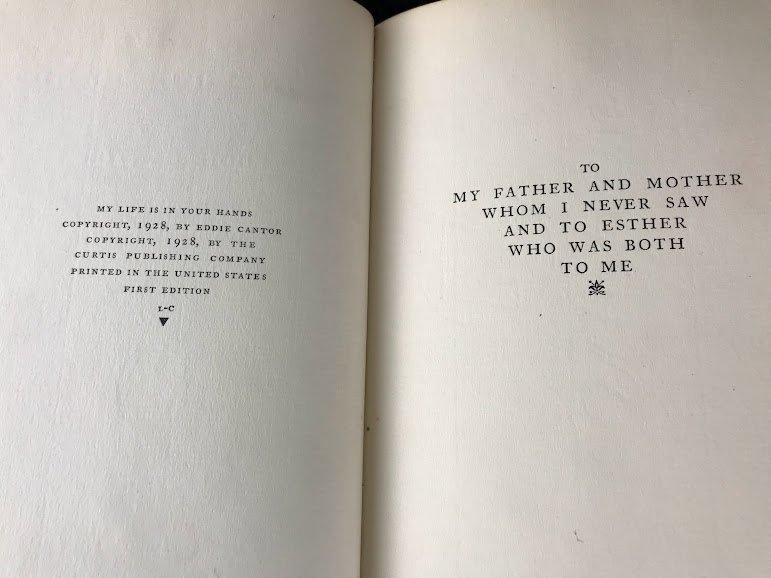 MY LIFE IS IN YOUR HANDS
COPYRIGHT, 1928, BY EDDIE CANTOR
COPYRIGHT, 1928, BY THE
CURTIS PUBLISHING COMPANY
PRINTED IN THE UNITED STATES
FIRST EDITION
L-C
TO
MY FATHER AND MOTHER
WHOM I NEVER SAW
AND TO ESTHER
WHO WAS BOTH
TO ME